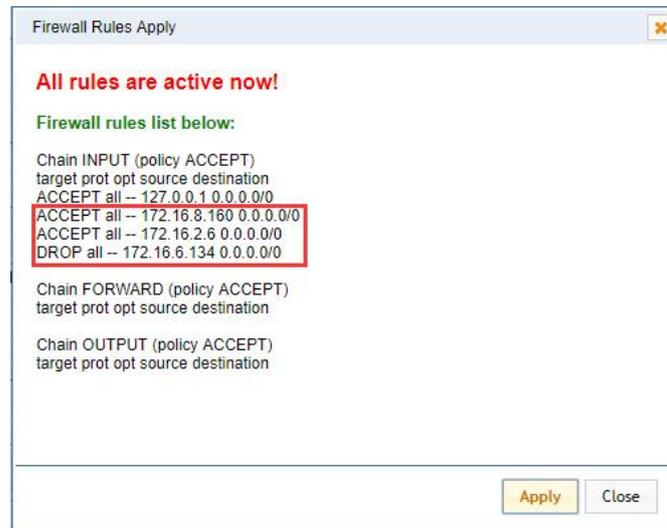 Firewall Rules Apply
All rules are active now!
Firewall rules list below:
Chain INPUT (policy ACCEPT)
target prot opt source destination
ACCEPT all -- 127.0.0.1 0.0.0.0/0
ACCEPT all -- 172.16.8.160 0.0.0.0/0
ACCEPT all -- 172.16.2.6 0.0.0.0/0
DROP all -- 172.16.6.134 0.0.0.0/0
Chain FORWARD (policy ACCEPT)
target prot opt source destination
Chain OUTPUT (policy ACCEPT)
target prot opt source destination
Apply Close